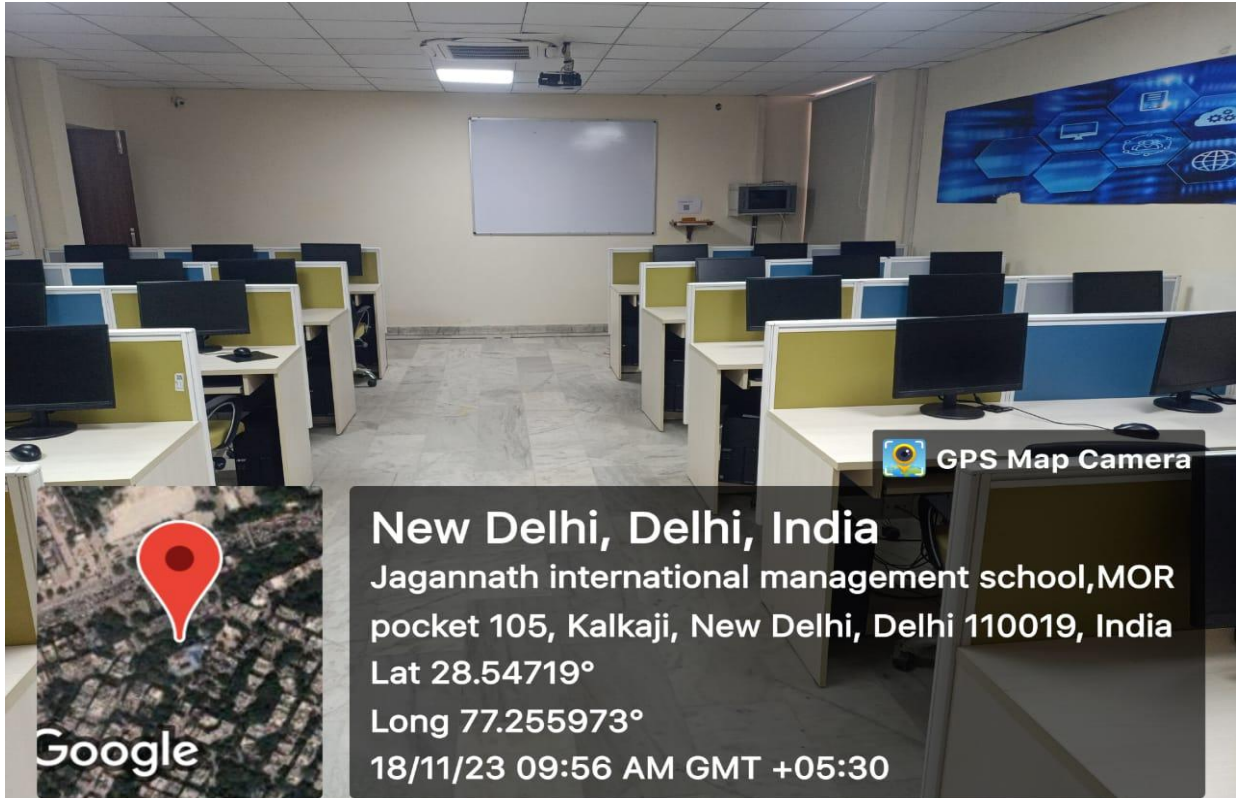 GPS Map Camera
New Delhi, Delhi, India
Jagannath international management school,MOR
pocket 105, Kalkaji, New Delhi, Delhi 110019, India
Lat 28.54719°
Long 77.255973°
18/11/23 09:56 AM GMT +05:30
Google